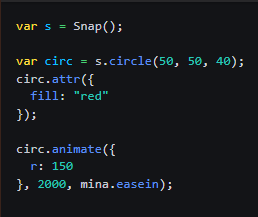 var s = Snap();
var circ = s.circle(50, 50, 40);
circ.attr({
  fill: "red"
});
circ.animate({
  r: 150
}, 2000, mina.easein);